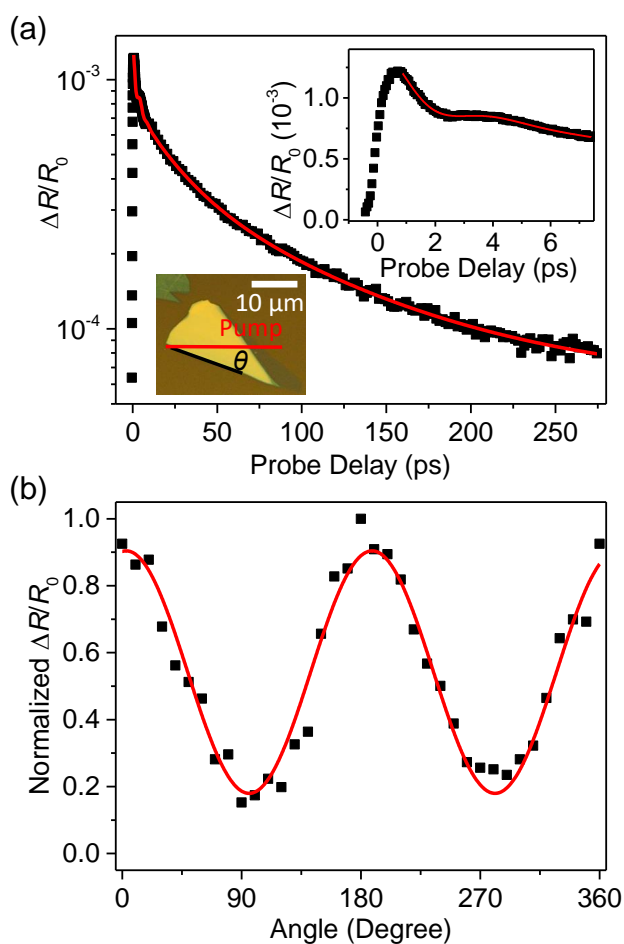 (a)
ΔR/R₀
10⁻³
10⁻⁴
0 50 100 150 200 250
Probe Delay (ps)
ΔR/R₀ (10⁻³)
1.0
0.5
0.0
0 2 4 6
Probe Delay (ps)
10 μm
Pump
θ
(b)
Normalized ΔR/R₀
1.0
0.8
0.6
0.4
0.2
0.0
0 90 180 270 360
Angle (Degree)